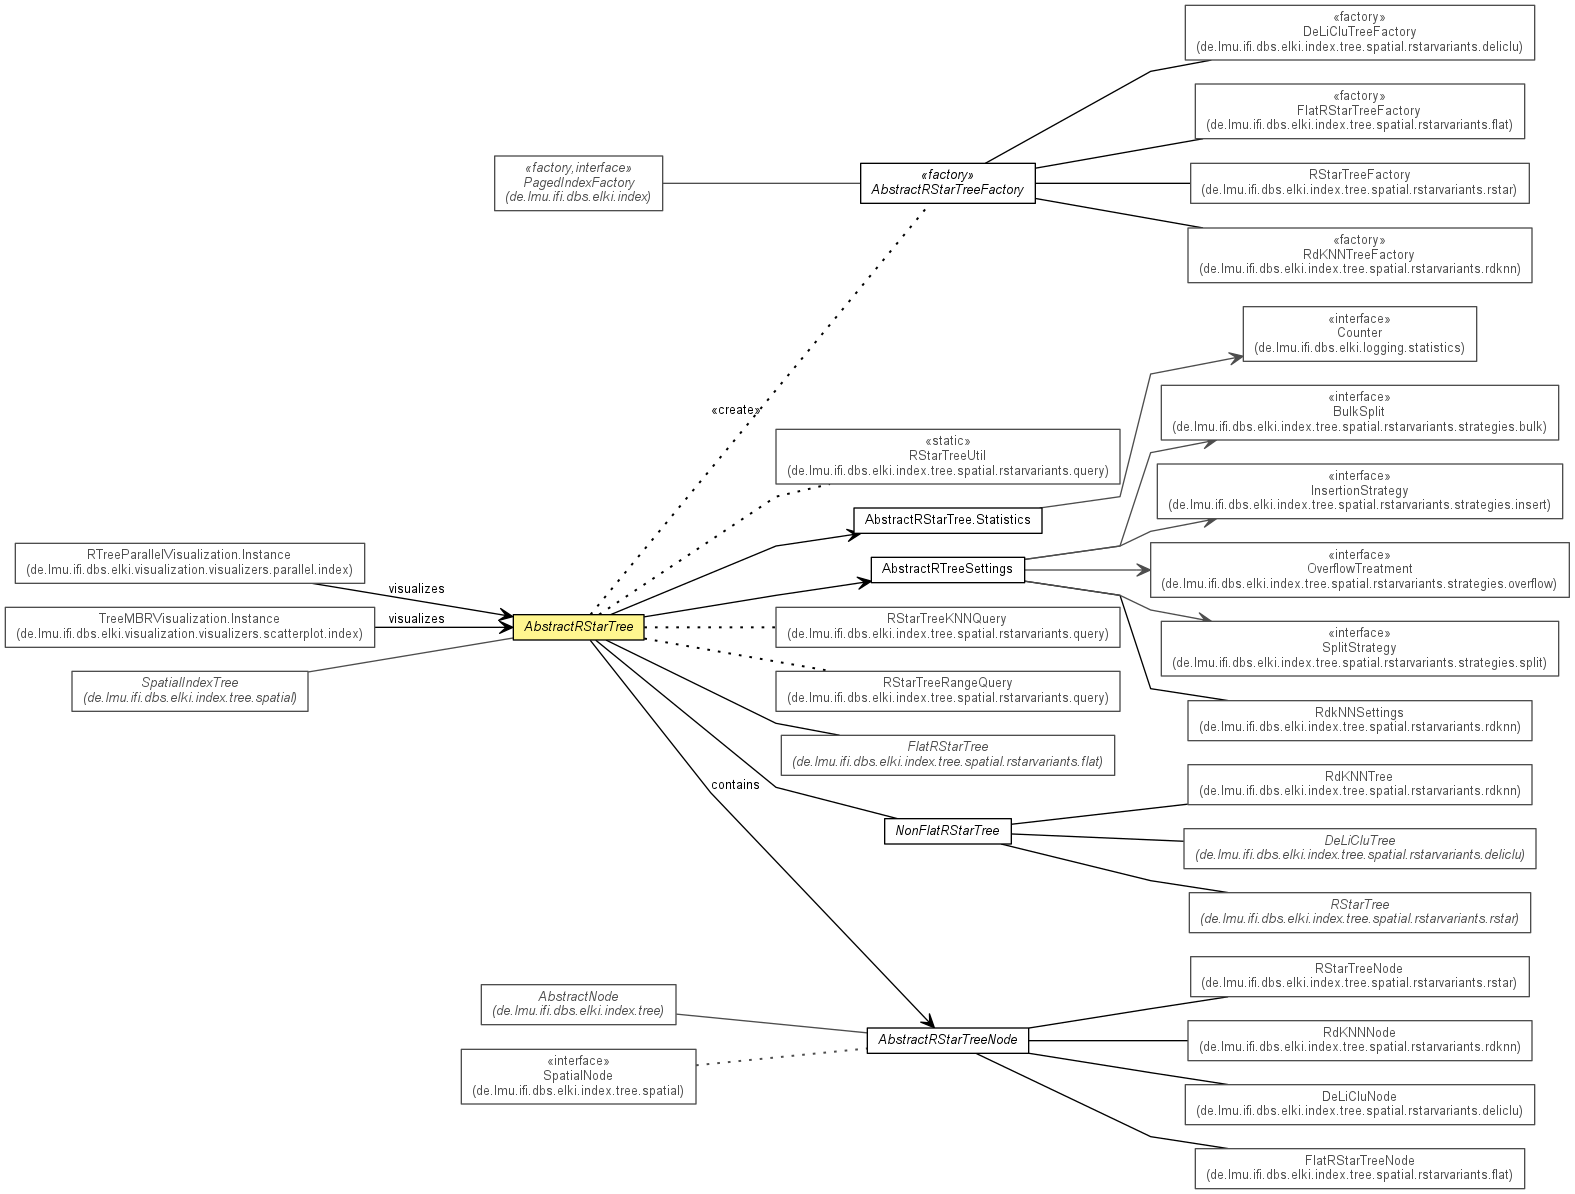 «factory»
DeLiCluTreeFactory
(de.lmu.ifi.dbs.elki.index.tree.spatial.rstarvariants.deliclu)
«factory»
FlatRStarTreeFactory
(de.lmu.ifi.dbs.elki.index.tree.spatial.rstarvariants.flat)
«factory,interface»
PagedIndexFactory
(de.lmu.ifi.dbs.elki.index)
«factory»
AbstractRStarTreeFactory
RStarTreeFactory
(de.lmu.ifi.dbs.elki.index.tree.spatial.rstarvariants.rstar)
«factory»
RdKNNTreeFactory
(de.lmu.ifi.dbs.elki.index.tree.spatial.rstarvariants.rdknn)
«interface»
Counter
(de.lmu.ifi.dbs.elki.logging.statistics)
«interface»
BulkSplit
(de.lmu.ifi.dbs.elki.index.tree.spatial.rstarvariants.strategies.bulk)
«create»
«static»
RStarTreeUtil
(de.lmu.ifi.dbs.elki.index.tree.spatial.rstarvariants.query)
«interface»
InsertionStrategy
(de.lmu.ifi.dbs.elki.index.tree.spatial.rstarvariants.strategies.insert)
AbstractRStarTree.Statistics
RTreeParallelVisualization.Instance
(de.lmu.ifi.dbs.elki.visualization.visualizers.parallel.index)
visualizes
AbstractRTreeSettings
«interface»
OverflowTreatment
(de.lmu.ifi.dbs.elki.index.tree.spatial.rstarvariants.strategies.overflow)
TreeMBRVisualization.Instance
(de.lmu.ifi.dbs.elki.visualization.visualizers.scatterplot.index)
visualizes
AbstractRStarTree
RStarTreeKNNQuery
(de.lmu.ifi.dbs.elki.index.tree.spatial.rstarvariants.query)
«interface»
SplitStrategy
(de.lmu.ifi.dbs.elki.index.tree.spatial.rstarvariants.strategies.split)
SpatialIndexTree
(de.lmu.ifi.dbs.elki.index.tree.spatial)
RStarTreeRangeQuery
(de.lmu.ifi.dbs.elki.index.tree.spatial.rstarvariants.query)
RdkNNSettings
(de.lmu.ifi.dbs.elki.index.tree.spatial.rstarvariants.rdknn)
FlatRStarTree
(de.lmu.ifi.dbs.elki.index.tree.spatial.rstarvariants.flat)
contains
RdKNNTree
(de.lmu.ifi.dbs.elki.index.tree.spatial.rstarvariants.rdknn)
NonFlatRStarTree
DeLiCluTree
(de.lmu.ifi.dbs.elki.index.tree.spatial.rstarvariants.deliclu)
RStarTree
(de.lmu.ifi.dbs.elki.index.tree.spatial.rstarvariants.rstar)
RStarTreeNode
(de.lmu.ifi.dbs.elki.index.tree.spatial.rstarvariants.rstar)
AbstractNode
(de.lmu.ifi.dbs.elki.index.tree)
AbstractRStarTreeNode
RdKNNNode
(de.lmu.ifi.dbs.elki.index.tree.spatial.rstarvariants.rdknn)
«interface»
SpatialNode
(de.lmu.ifi.dbs.elki.index.tree.spatial)
DeLiCluNode
(de.lmu.ifi.dbs.elki.index.tree.spatial.rstarvariants.deliclu)
FlatRStarTreeNode
(de.lmu.ifi.dbs.elki.index.tree.spatial.rstarvariants.flat)